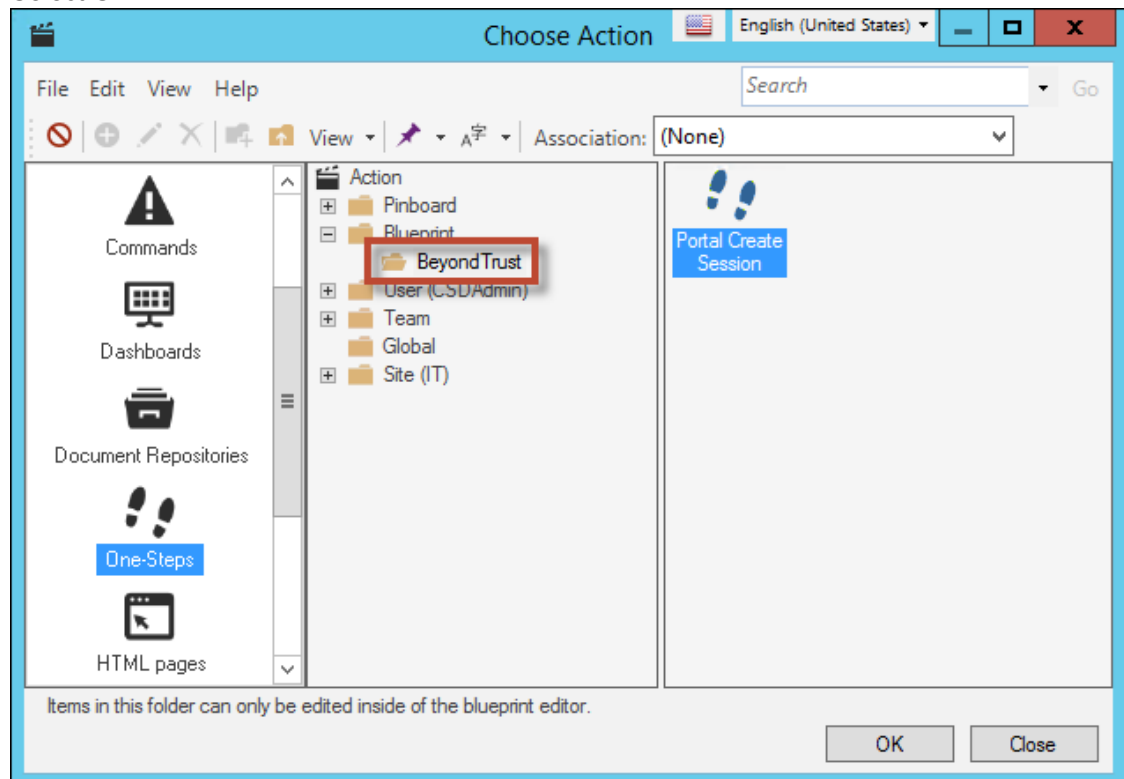 Choose Action
English (United States)
File Edit View Help
Search
Go
View
A字
Association:
(None)
Commands
Dashboards
Document Repositories
One-Steps
HTML pages
Action
Pinboard
Blueprint
BeyondTrust
User (CSDAdmin)
Team
Global
Site (IT)
Portal Create
Session
Items in this folder can only be edited inside of the blueprint editor.
OK
Close